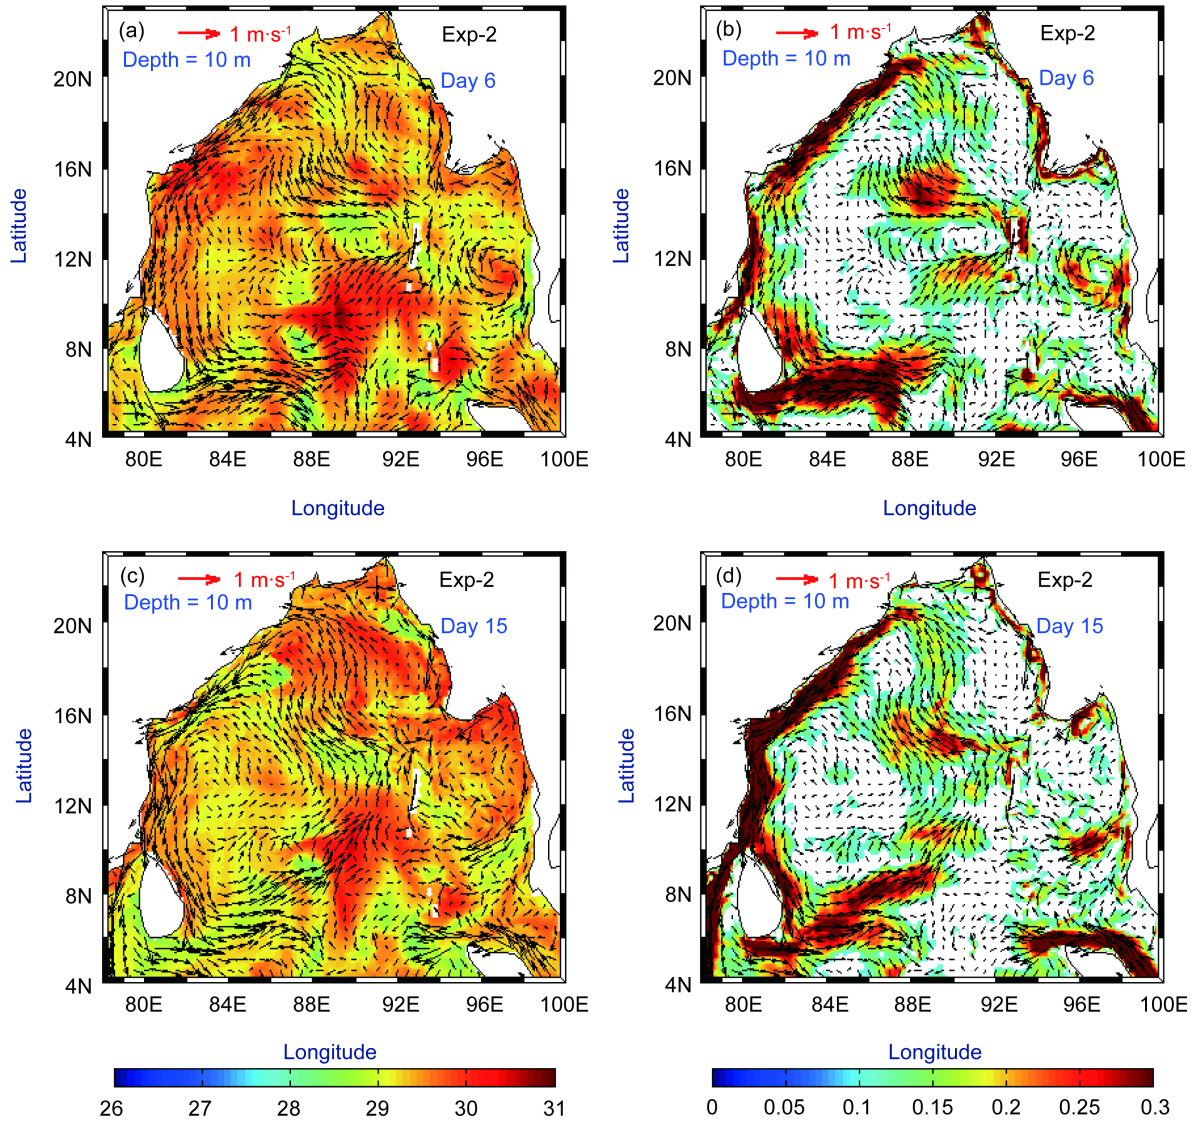 (a) 1 m·s⁻¹ Exp-2
Depth = 10 m
Day 6
20N
16N
12N
8N
4N
Latitude
80E 84E 88E 92E 96E 100E
Longitude
(b) 1 m·s⁻¹ Exp-2
Depth = 10 m
Day 6
20N
16N
12N
8N
4N
Latitude
80E 84E 88E 92E 96E 100E
Longitude
(c) 1 m·s⁻¹ Exp-2
Depth = 10 m
Day 15
20N
16N
12N
8N
4N
Latitude
80E 84E 88E 92E 96E 100E
Longitude
26 27 28 29 30 31
(d) 1 m·s⁻¹ Exp-2
Depth = 10 m
Day 15
20N
16N
12N
8N
4N
Latitude
80E 84E 88E 92E 96E 100E
Longitude
0 0.05 0.1 0.15 0.2 0.25 0.3